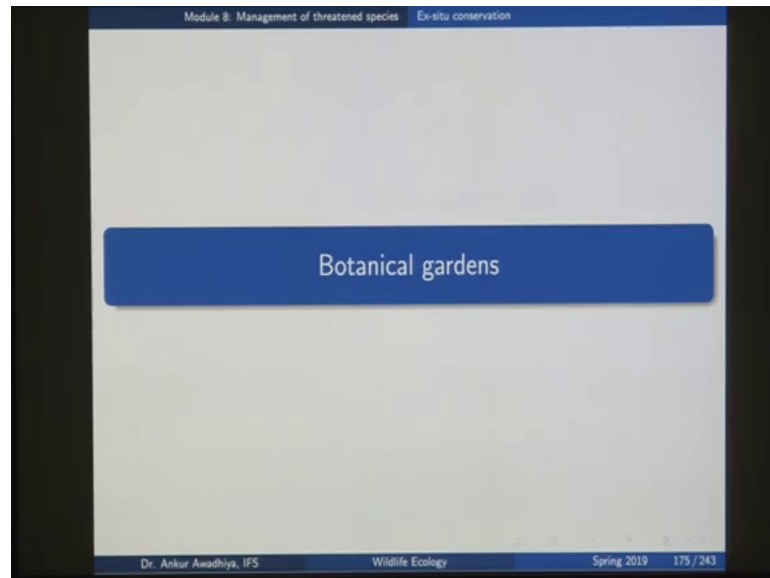 Module 8: Management of threatened species Ex-situ conservation
Botanical gardens
Dr. Ankur Awadhiya, IFS Wildlife Ecology Spring 2019 175 / 243